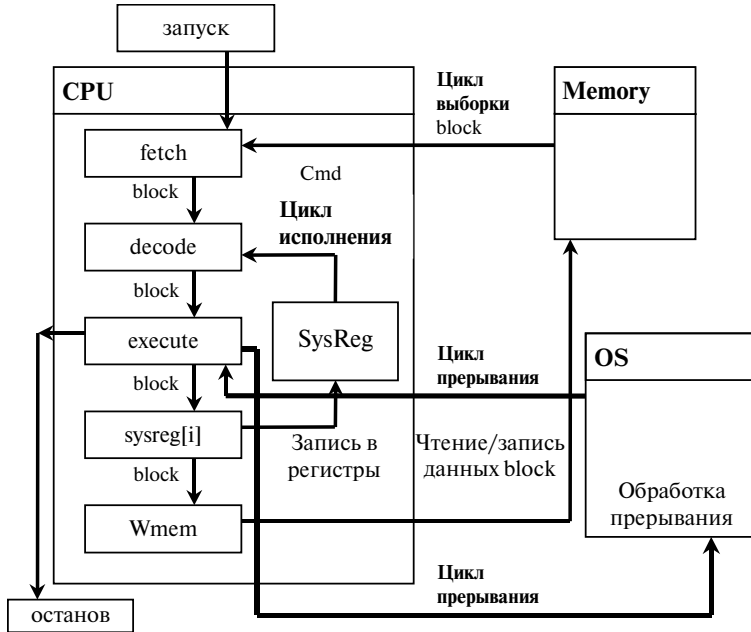 запуск
CPU
Цикл
выборки
block
Memory
fetch
block
Cmd
Цикл
исполнения
decode
block
SysReg
execute
block
Цикл
прерывания
OS
sysreg[i]
block
Запись в
регистры
Чтение/запись
данных block
Обработка
прерывания
Wmem
Цикл
прерывания
останов